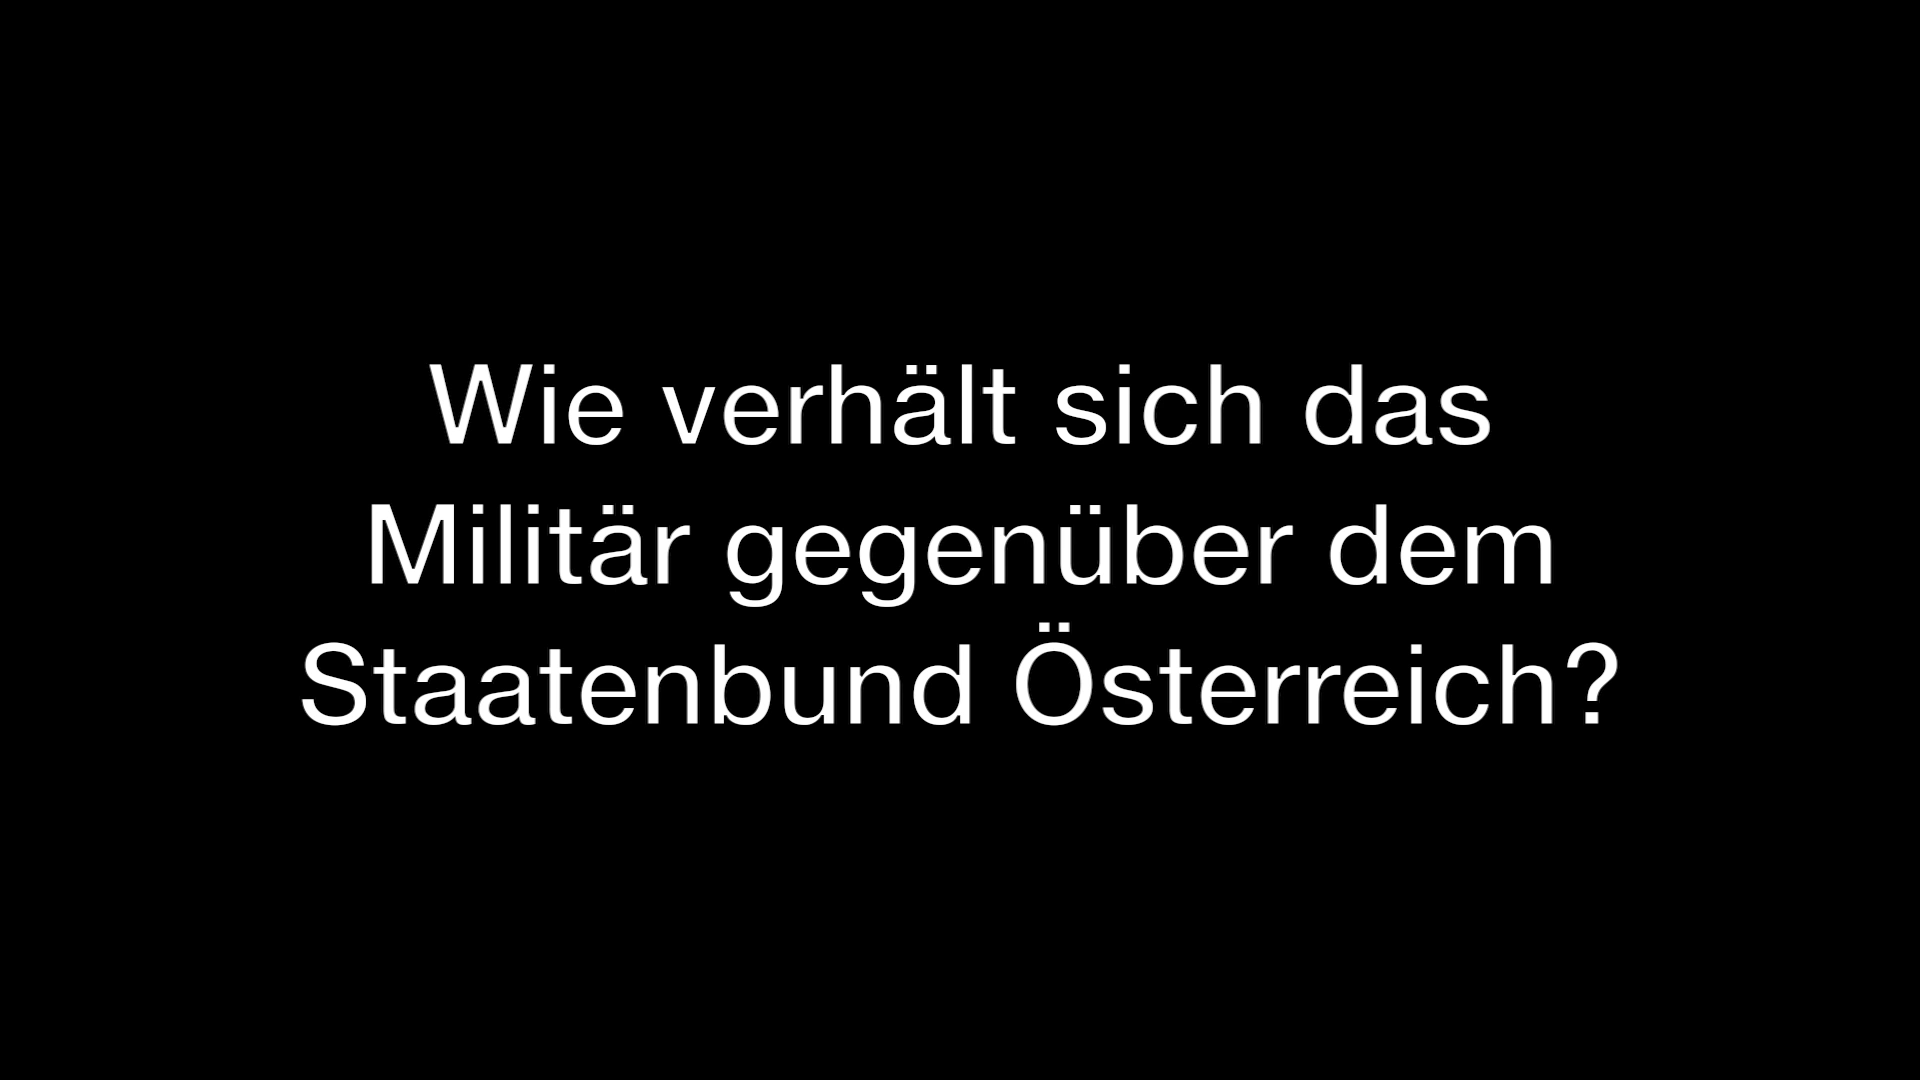 Wie verhält sich das
Militär gegenüber dem
Staatenbund Österreich?